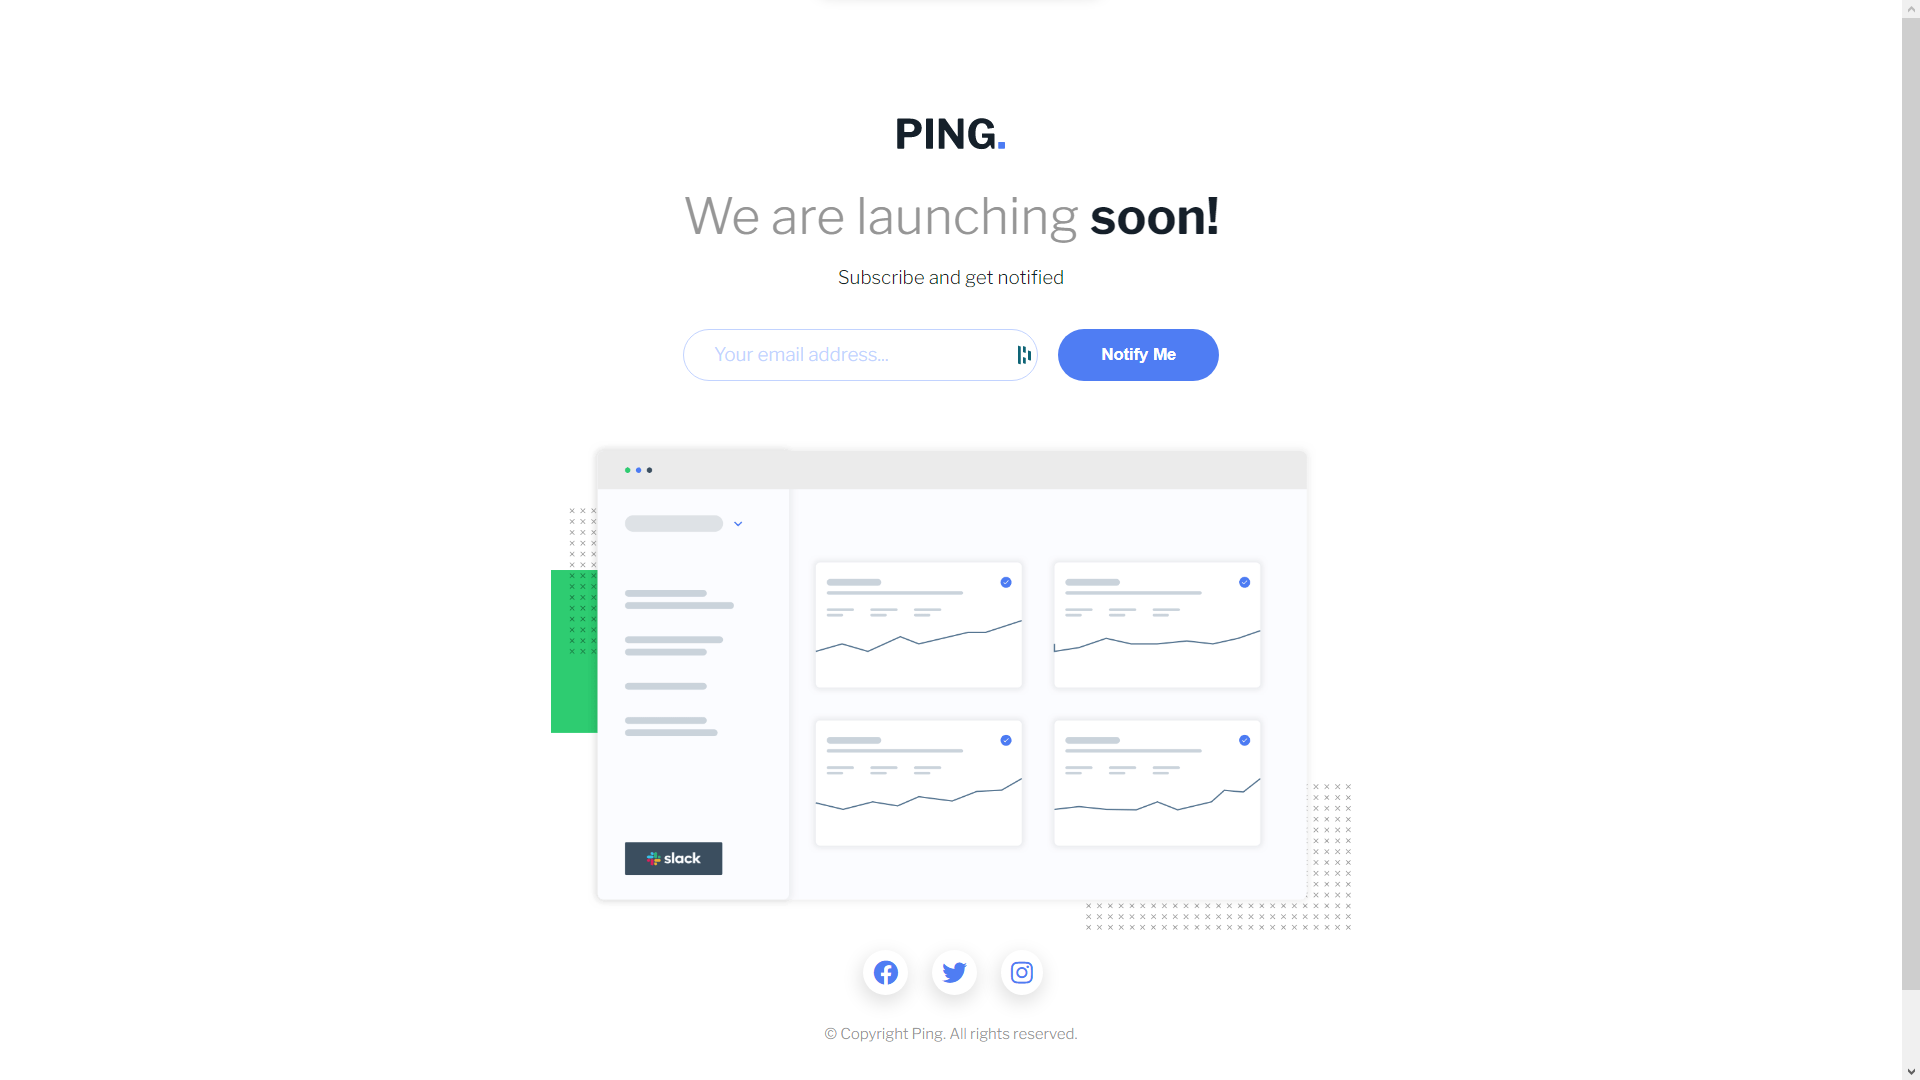 PING.
We are launching soon!
Subscribe and get notified
Your email address...
Notify Me
slack
© Copyright Ping. All rights reserved.